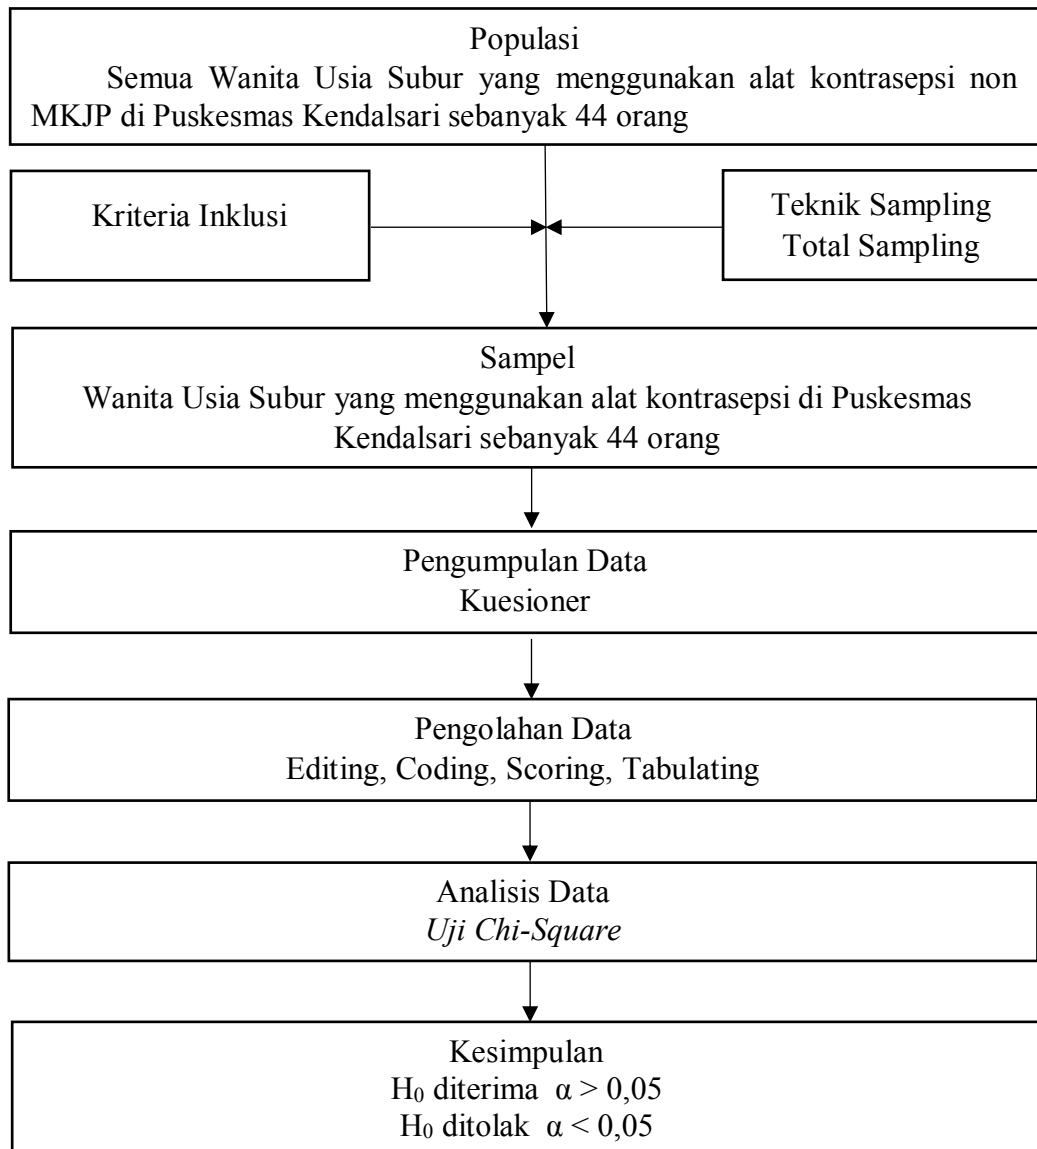 Populasi
Semua Wanita Usia Subur yang menggunakan alat kontrasepsi non
MKJP di Puskesmas Kendalsari sebanyak 44 orang
Kriteria Inklusi
Teknik Sampling
Total Sampling
Sampel
Wanita Usia Subur yang menggunakan alat kontrasepsi di Puskesmas
Kendalsari sebanyak 44 orang
Pengumpulan Data
Kuesioner
Pengolahan Data
Editing, Coding, Scoring, Tabulating
Analisis Data
Uji Chi-Square
Kesimpulan
H₀ diterima α > 0,05
H₀ ditolak α < 0,05